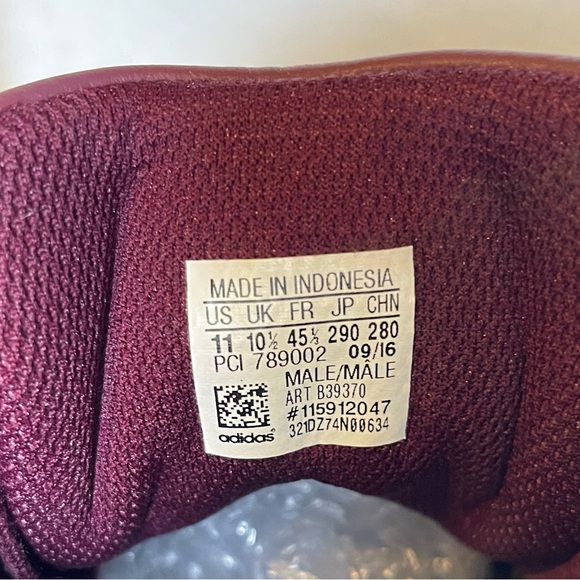 MADE IN INDONESIA
US UK FR JP CHN
11 10½ 45⅓ 290 280
PCI 789002 09/16
MALE/MÂLE
ART B39370
#115912047
321DZ74N00634
adidas